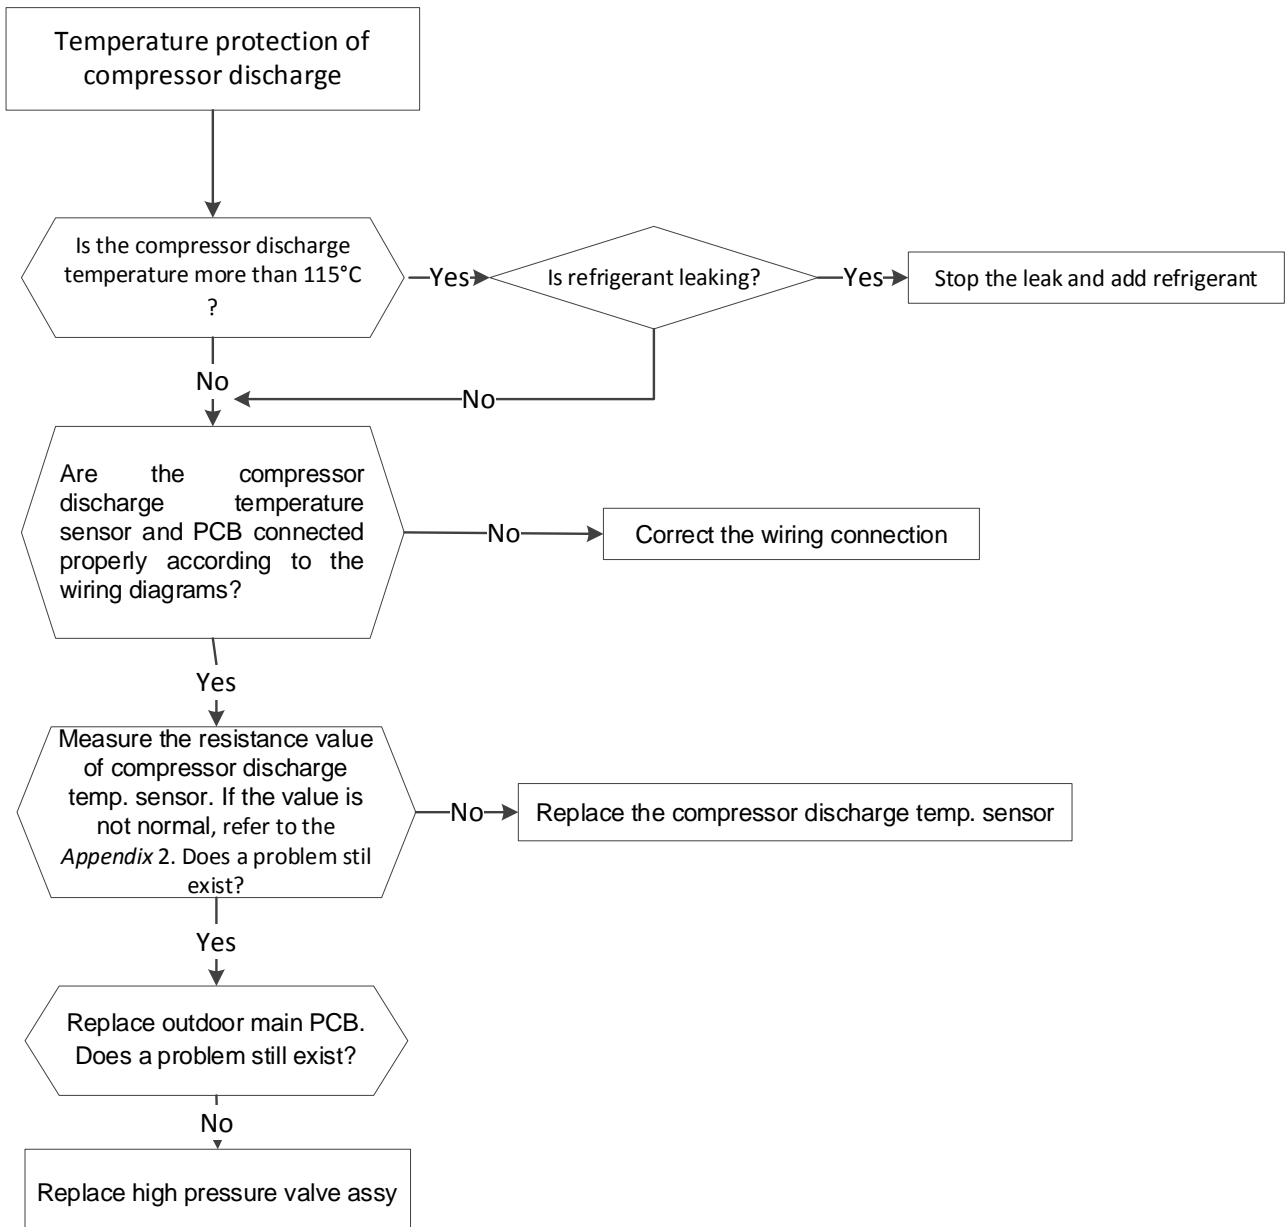 Temperature protection of
compressor discharge
Is the compressor discharge
temperature more than 115°C
?
Yes
Is refrigerant leaking?
Yes
Stop the leak and add refrigerant
No
No
Are the compressor
discharge temperature
sensor and PCB connected
properly according to the
wiring diagrams?
No
Correct the wiring connection
Yes
Measure the resistance value
of compressor discharge
temp. sensor. If the value is
not normal, refer to the
Appendix 2. Does a problem stil
exist?
No
Replace the compressor discharge temp. sensor
Yes
Replace outdoor main PCB.
Does a problem still exist?
No
Replace high pressure valve assy